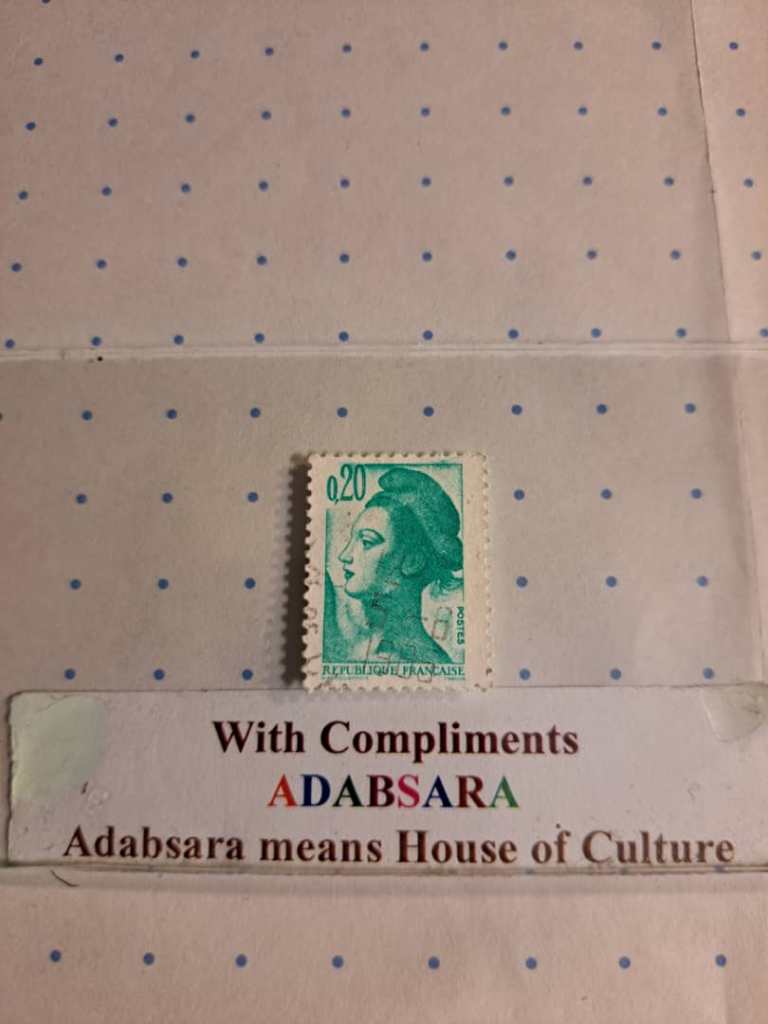 0,20
POSTES
REPUBLIQUE FRANÇAISE
With Compliments
ADABSARA
Adabsara means House of Culture